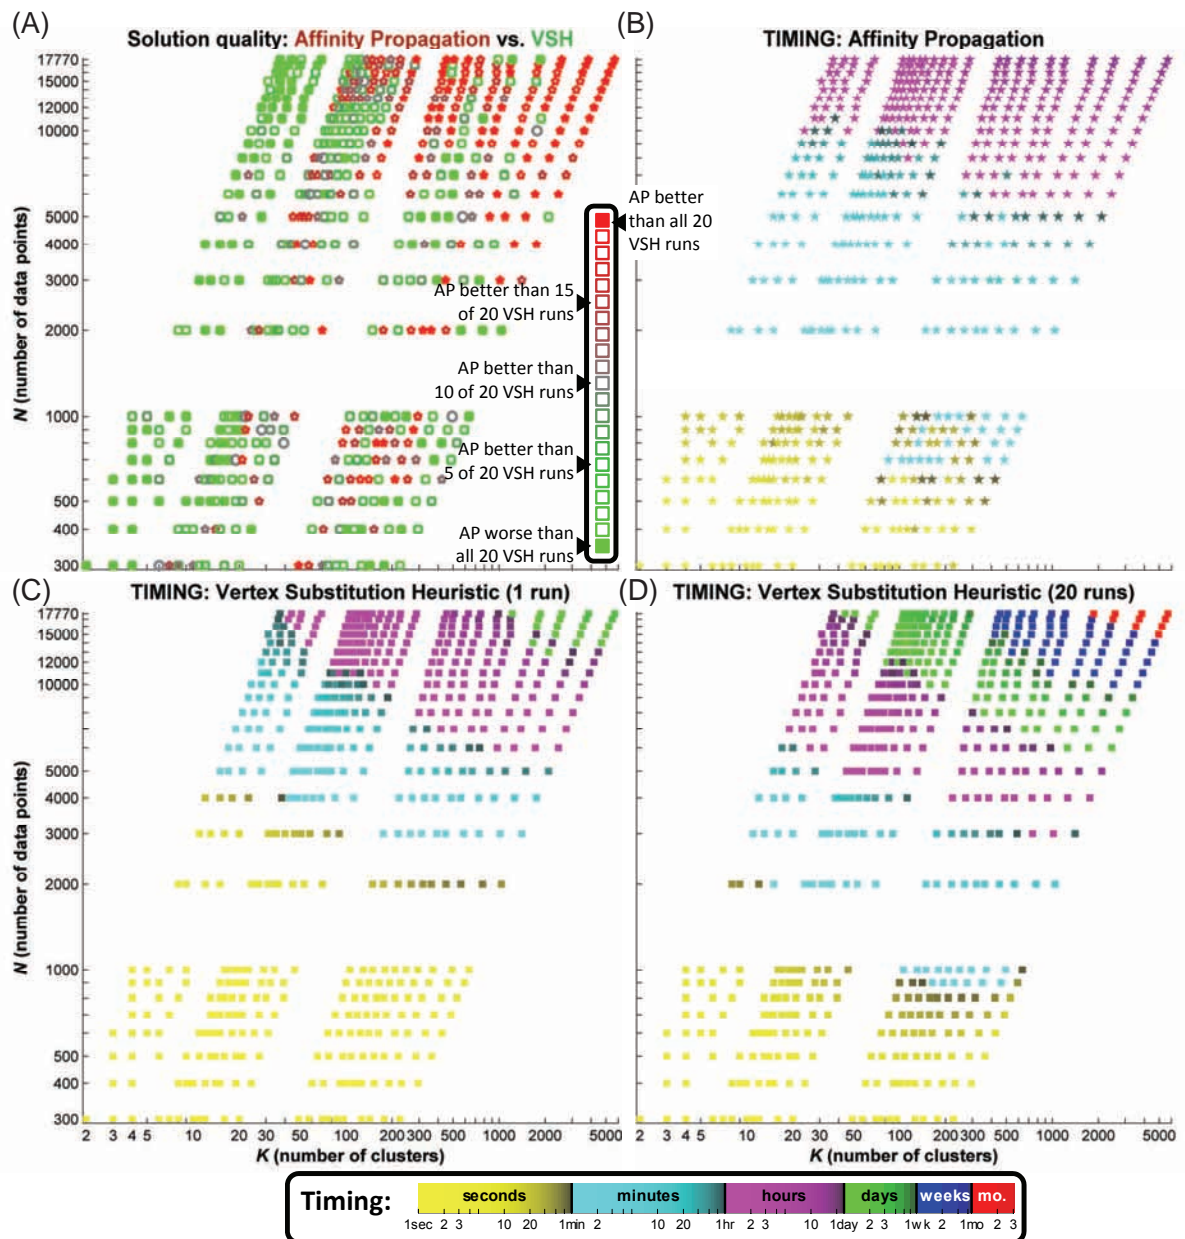 (A)
Solution quality: Affinity Propagation vs. VSH
17770
15000
12000
10000
5000
4000
3000
2000
1000
500
400
300
N (number of data points)
AP better
than all 20
VSH runs
AP better than 15
of 20 VSH runs
AP better than
10 of 20 VSH runs
AP better than
5 of 20 VSH runs
AP worse than
all 20 VSH runs
(B)
TIMING: Affinity Propagation
(C)
TIMING: Vertex Substitution Heuristic (1 run)
17770
15000
12000
10000
5000
4000
3000
2000
1000
500
400
300
N (number of data points)
2 3 4 5 10 20 30 50 100 200 300 500 1000 2000 5000
K (number of clusters)
(D)
TIMING: Vertex Substitution Heuristic (20 runs)
2 3 4 5 10 20 30 50 100 200 300 500 1000 2000 5000
K (number of clusters)
Timing:
seconds minutes hours days weeks mo.
1sec 2 3 10 20 1min 2 10 20 1hr 2 3 10 1day 2 3 1wk 2 1mo 2 3